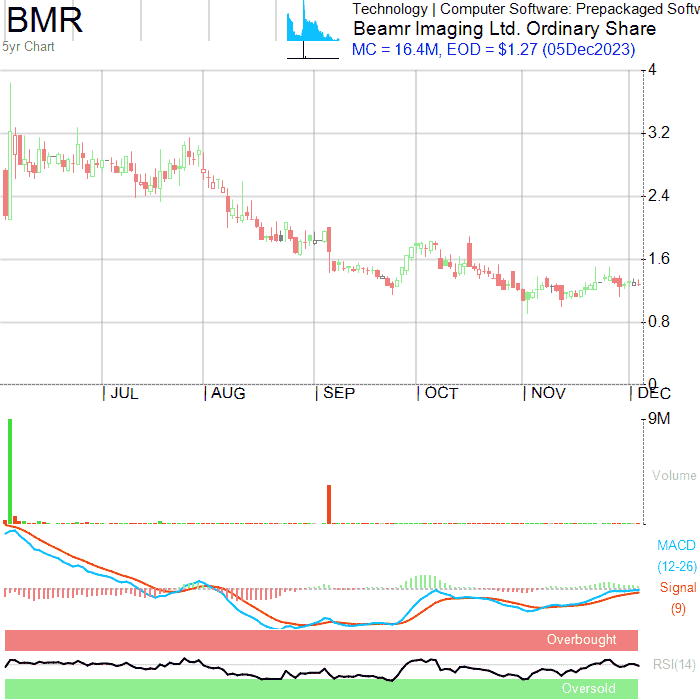 BMR
5yr Chart
Technology | Computer Software: Prepackaged Softw
Beamr Imaging Ltd. Ordinary Share
MC = 16.4M, EOD = $1.27 (05Dec2023)
4
3.2
2.4
1.6
0.8
0
| JUL | AUG | SEP | OCT | NOV | DEC
9M
Volume
MACD
(12-26)
Signal
(9)
Overbought
RSI(14)
Oversold